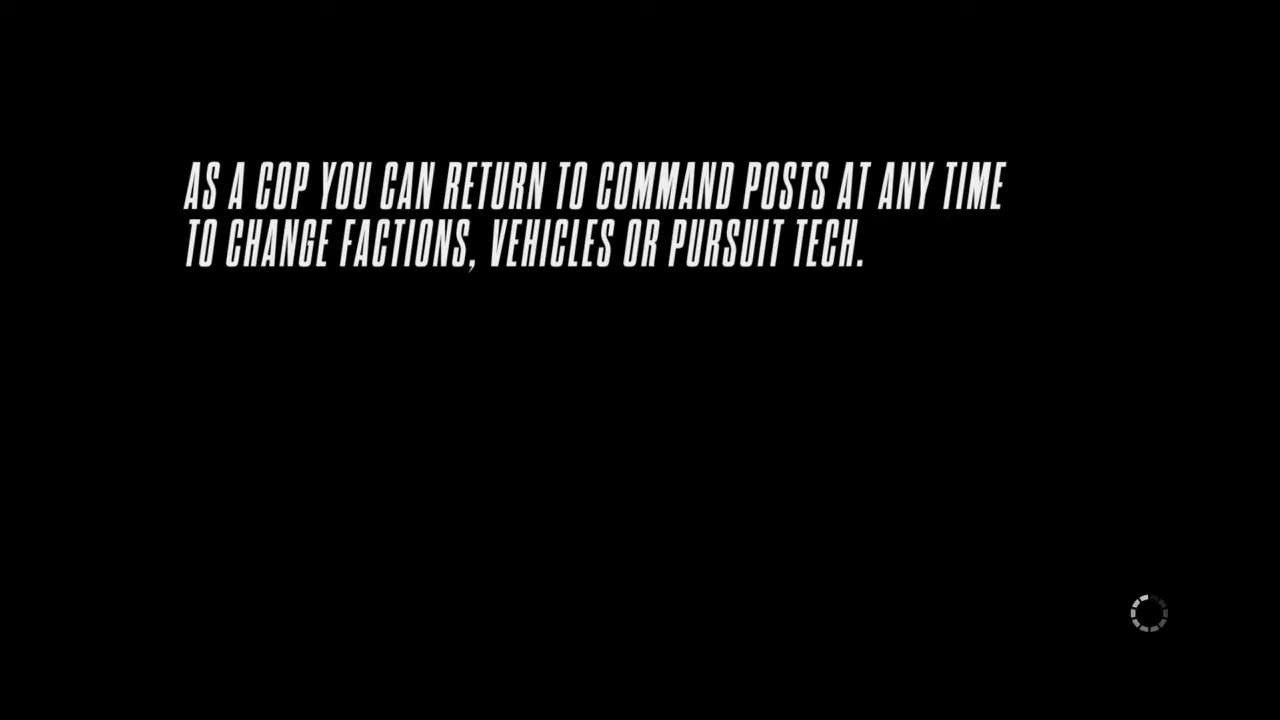 AS A COP YOU CAN RETURN TO COMMAND POSTS AT ANY TIME
TO CHANGE FACTIONS, VEHICLES OR PURSUIT TECH.